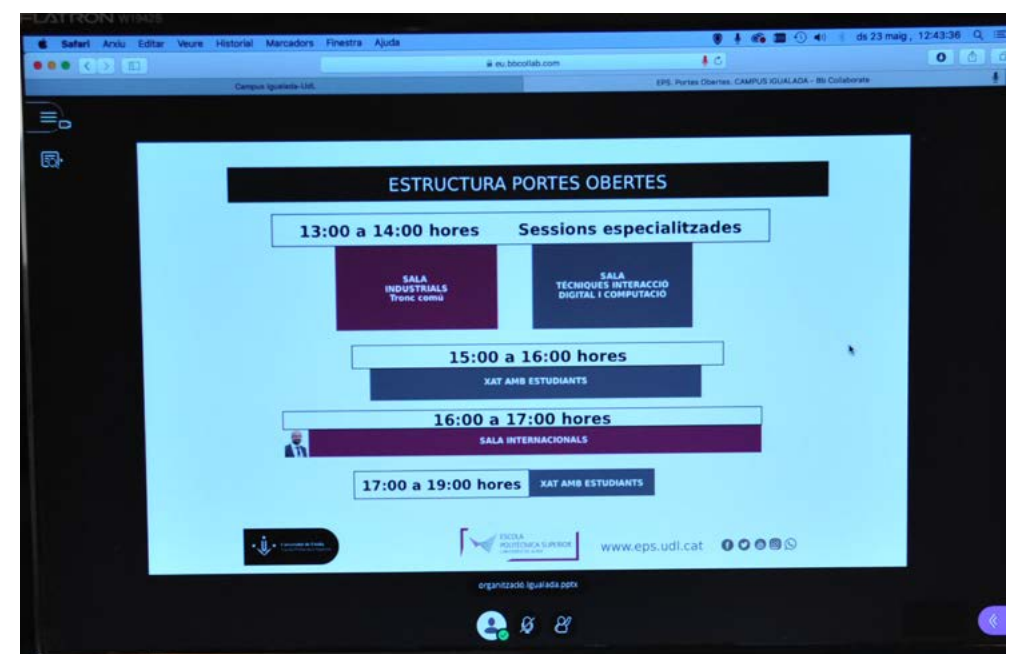 FLATRON W1942S
Safari Arxiu Editar Veure Historial Marcadors Finestra Ajuda
ds 23 maig, 12:43:36
eu.bbcollab.com
Campus Igualada-UdL
EPS. Portes Obertes. CAMPUS IGUALADA - Bb Collaborate
ESTRUCTURA PORTES OBERTES
13:00 a 14:00 hores Sessions especialitzades
SALA
INDUSTRIALS
Tronc comú
SALA
TÈCNIQUES INTERACCIÓ
DIGITAL I COMPUTACIÓ
15:00 a 16:00 hores
XAT AMB ESTUDIANTS
16:00 a 17:00 hores
SALA INTERNACIONALS
17:00 a 19:00 hores XAT AMB ESTUDIANTS
Universitat de Lleida
ESCOLA
POLITÈCNICA SUPERIOR
www.eps.udl.cat
organització igualada.pptx